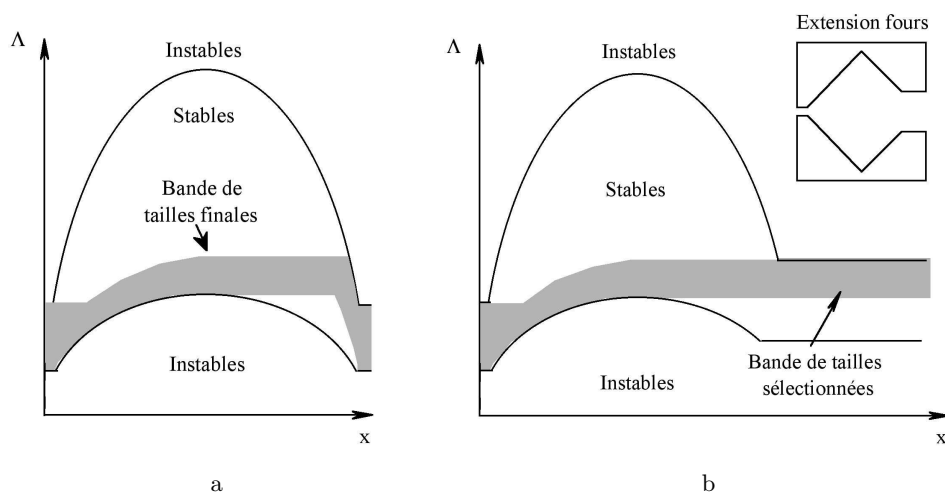 Λ
Instables
Stables
Bande de
tailles finales
Instables
x
a
Λ
Instables
Extension fours
Stables
Bande de tailles
sélectionnées
Instables
x
b